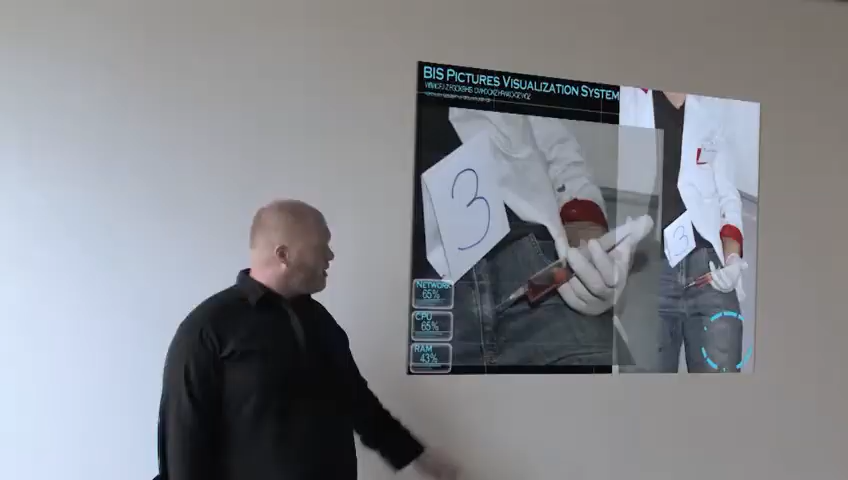 BIS Pictures Visualization System
3
3
NETWORK
65%
CPU
65%
RAM
43%